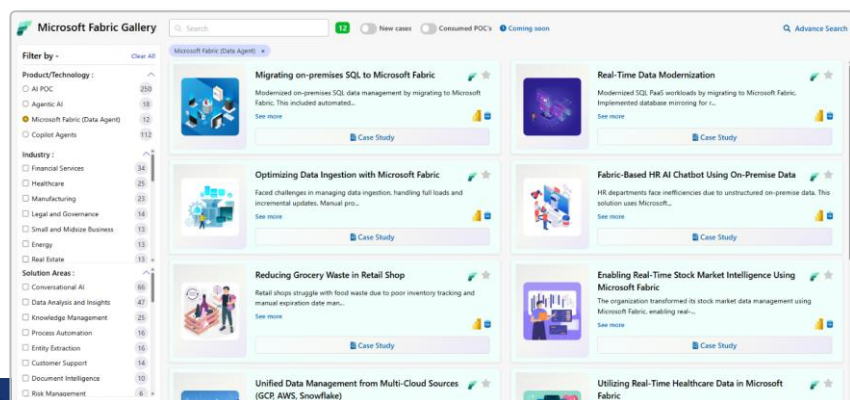 Microsoft Fabric Gallery
Search
12
New cases
Consumed POC's
Coming soon
Advance Search
Filter by -
Clear All
Microsoft Fabric (Data Agent) ×
Product/Technology :
AI POC 250
Agentic AI 18
Microsoft Fabric (Data Agent) 12
Copilot Agents 112
Industry :
Financial Services 34
Healthcare 25
Manufacturing 23
Legal and Governance 14
Small and Midsize Business 13
Energy 13
Real Estate 13
Solution Areas :
Conversational AI 66
Data Analysis and Insights 47
Knowledge Management 25
Process Automation 16
Entity Extraction 16
Customer Support 14
Document Intelligence 10
Risk Management 6
Migrating on-premises SQL to Microsoft Fabric
Modernized on-premises SQL data management by migrating to Microsoft
Fabric. This included automated...
See more
Case Study
Real-Time Data Modernization
Modernized SQL PaaS workloads by migrating to Microsoft Fabric.
Implemented database mirroring for r...
See more
Case Study
Optimizing Data Ingestion with Microsoft Fabric
Faced challenges in managing data ingestion, handling full loads and
incremental updates. Manual pro...
See more
Case Study
Fabric-Based HR AI Chatbot Using On-Premise Data
HR departments face inefficiencies due to unstructured on-premise data. This
solution uses Microsoft...
See more
Case Study
Reducing Grocery Waste in Retail Shop
Retail shops struggle with food waste due to poor inventory tracking and
manual expiration date man...
See more
Case Study
Enabling Real-Time Stock Market Intelligence Using
Microsoft Fabric
The organization transformed its stock market data management using
Microsoft Fabric, enabling real-...
See more
Case Study
Unified Data Management from Multi-Cloud Sources
(GCP, AWS, Snowflake)
Utilizing Real-Time Healthcare Data in Microsoft
Fabric